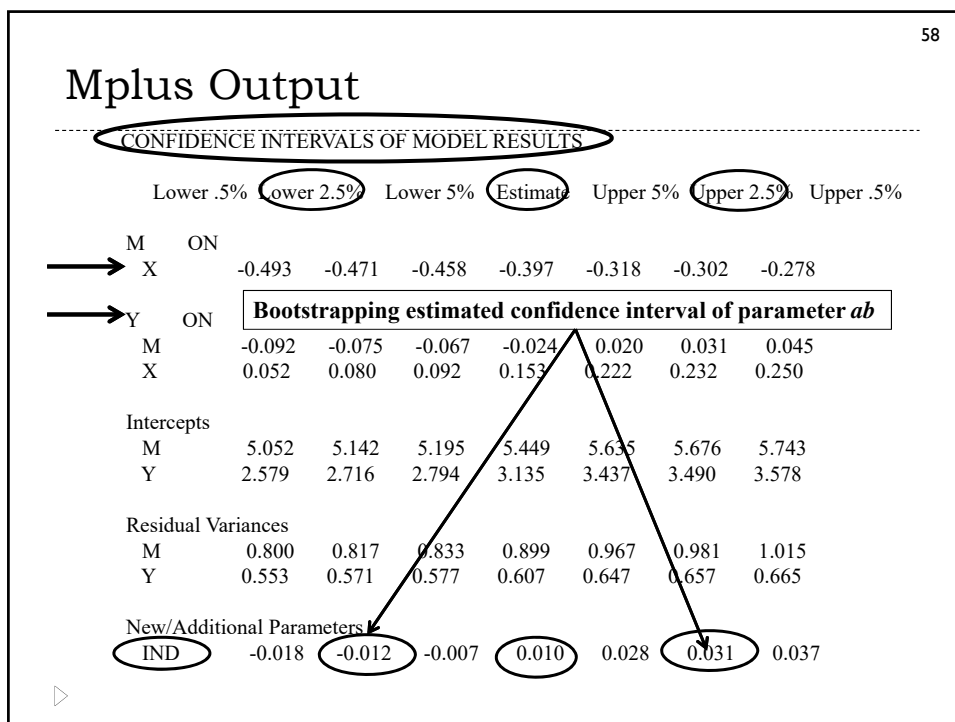 58
Mplus Output
CONFIDENCE INTERVALS OF MODEL RESULTS
Lower .5% Lower 2.5% Lower 5% Estimate Upper 5% Upper 2.5% Upper .5%
M ON
X -0.493 -0.471 -0.458 -0.397 -0.318 -0.302 -0.278
Bootstrapping estimated confidence interval of parameter ab
Y ON
M -0.092 -0.075 -0.067 -0.024 0.020 0.031 0.045
X 0.052 0.080 0.092 0.153 0.222 0.232 0.250
Intercepts
M 5.052 5.142 5.195 5.449 5.635 5.676 5.743
Y 2.579 2.716 2.794 3.135 3.437 3.490 3.578
Residual Variances
M 0.800 0.817 0.833 0.899 0.967 0.981 1.015
Y 0.553 0.571 0.577 0.607 0.647 0.657 0.665
New/Additional Parameters
IND -0.018 -0.012 -0.007 0.010 0.028 0.031 0.037